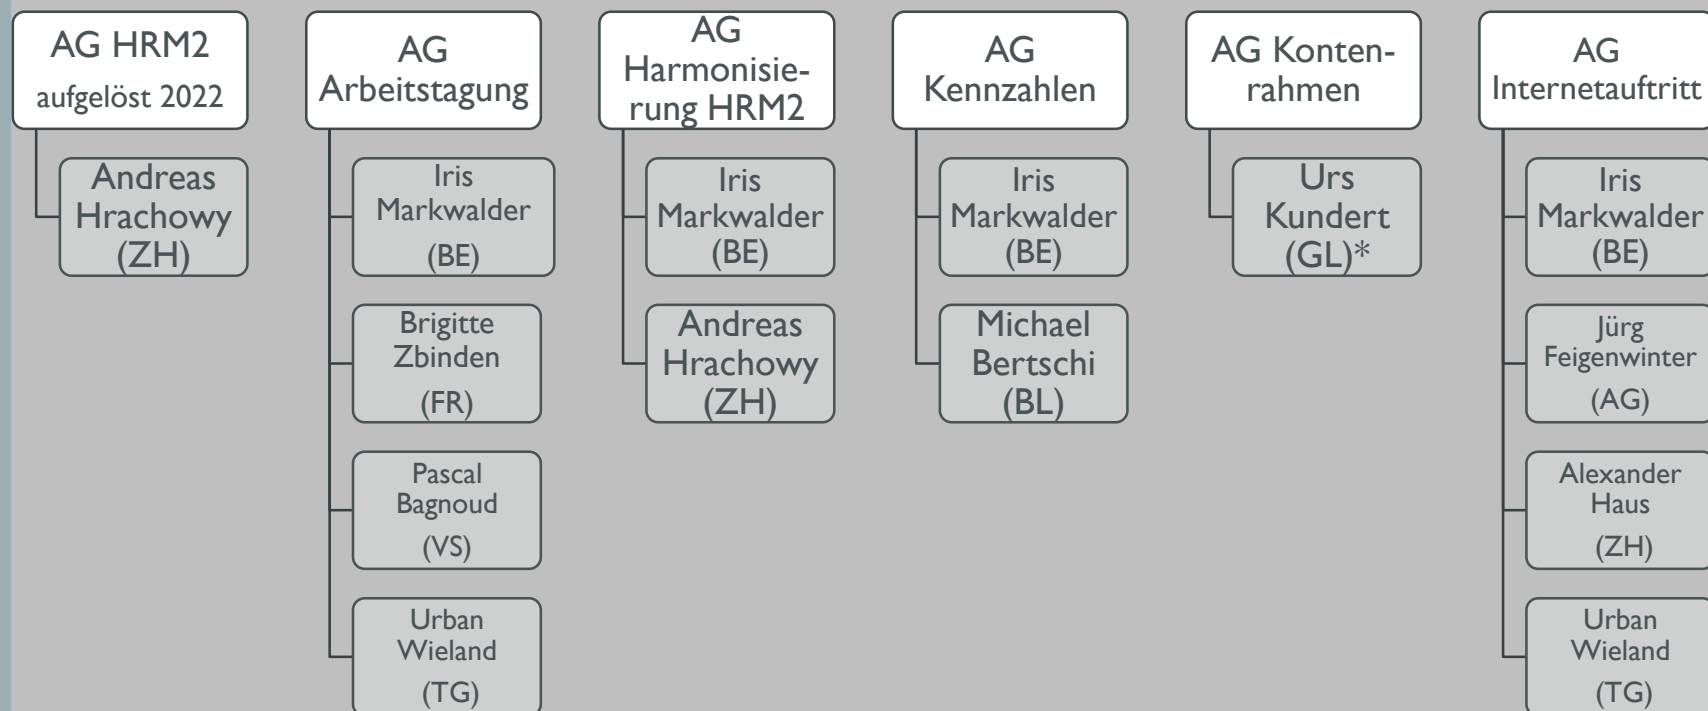 AG HRM2
aufgelöst 2022
Andreas
Hrachowy
(ZH)
AG
Arbeitstagung
Iris
Markwalder
(BE)
Brigitte
Zbinden
(FR)
Pascal
Bagnoud
(VS)
Urban
Wieland
(TG)
AG
Harmonisie-
rung HRM2
Iris
Markwalder
(BE)
Andreas
Hrachowy
(ZH)
AG
Kennzahlen
Iris
Markwalder
(BE)
Michael
Bertschi
(BL)
AG Konten-
rahmen
Urs
Kundert
(GL)*
AG
Internetauftritt
Iris
Markwalder
(BE)
Jürg
Feigenwinter
(AG)
Alexander
Haus
(ZH)
Urban
Wieland
(TG)